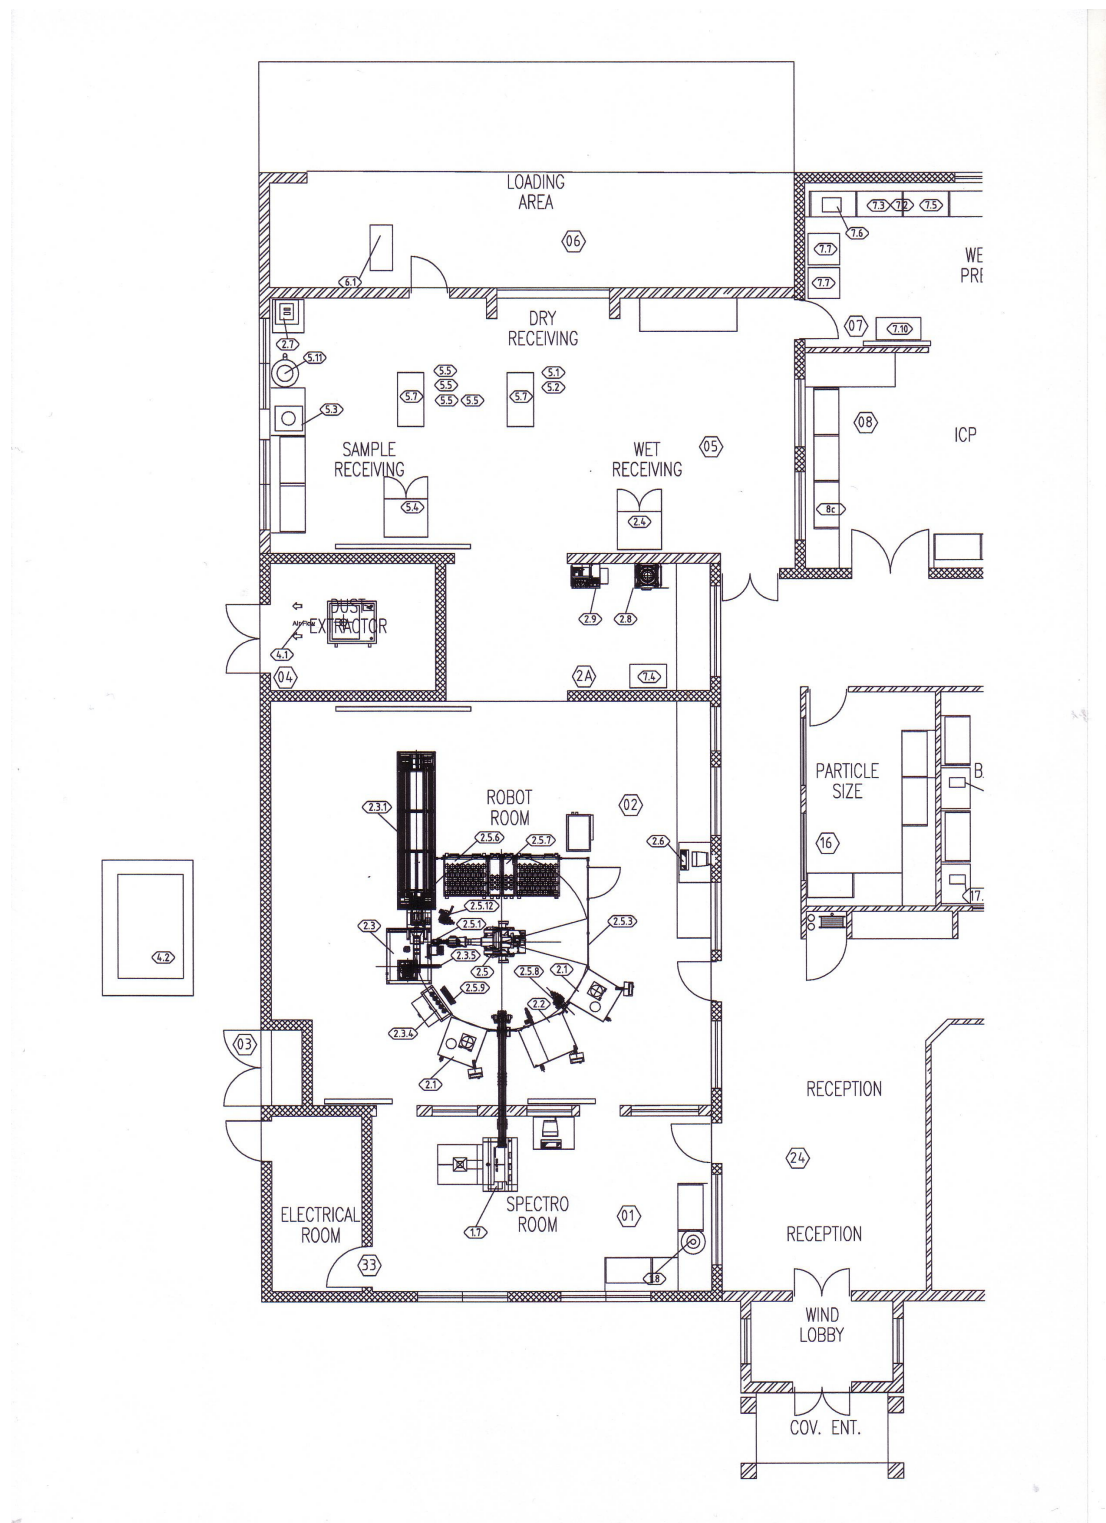 LOADING
AREA
06
6.1
7.3
7.2
7.5
7.6
7.7
7.7
WE
PRE
07
7.10
DRY
RECEIVING
2.7
5.11
5.3
5.7
5.5
5.5
5.5
5.5
5.7
5.1
5.2
08
ICP
05
SAMPLE
RECEIVING
5.4
WET
RECEIVING
2.4
8c
DUST
EXTRACTOR
Air Flow
4.1
04
2.9
2.8
2A
7.4
ROBOT
ROOM
02
2.3.1
2.5.6
2.5.7
2.6
PARTICLE
SIZE
16
B
17.
2.5.12
2.5.1
2.3
2.3.5
2.5
2.5.3
2.5.8
2.1
2.5.9
2.2
2.3.4
2.1
4.2
03
RECEPTION
24
RECEPTION
SPECTRO
ROOM
01
1.7
ELECTRICAL
ROOM
33
WIND
LOBBY
COV. ENT.